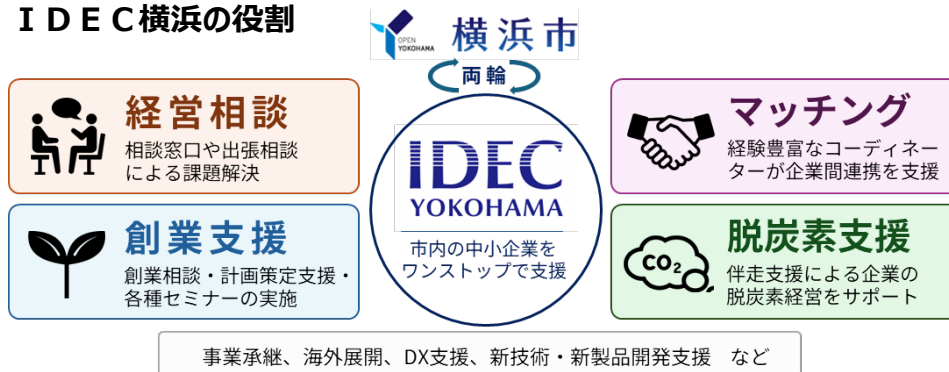 ＩＤＥＣ横浜の役割
OPEN
YOKOHAMA
横浜市
両輪
経営相談
相談窓口や出張相談
による課題解決
創業支援
創業相談・計画策定支援・
各種セミナーの実施
IDEC
YOKOHAMA
市内の中小企業を
ワンストップで支援
マッチング
経験豊富なコーディネー
ターが企業間連携を支援
CO₂
脱炭素支援
伴走支援による企業の
脱炭素経営をサポート
事業承継、海外展開、DX支援、新技術・新製品開発支援　など